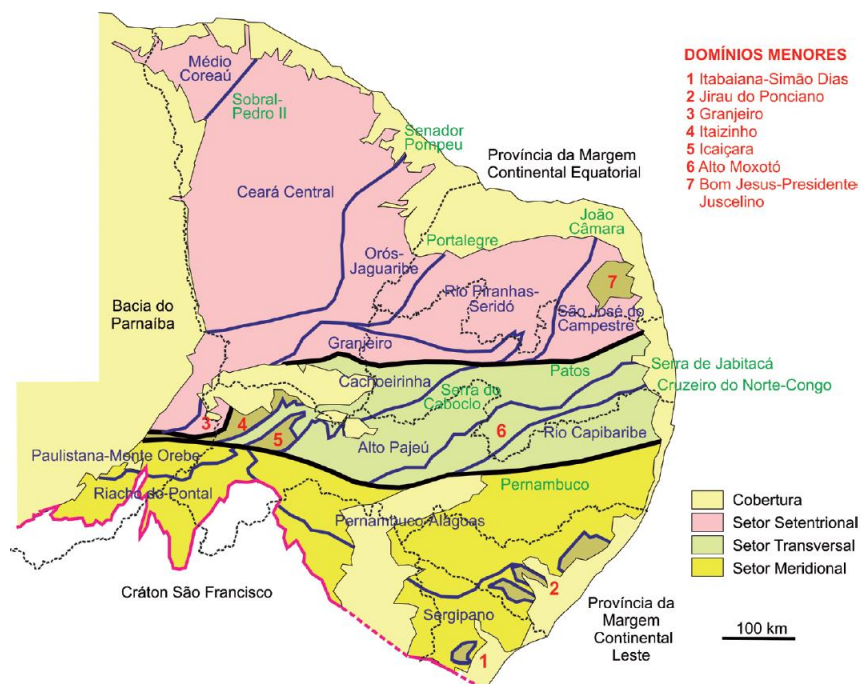 Médio
Coreaú
Sobral-
Pedro II
Senador
Pompeu
Província da Margem
Continental Equatorial
Ceará Central
João
Câmara
Portalegre
Orós-
Jaguaribe
Rio Piranhas-
Seridó
7
São José do
Campestre
Bacia do
Parnaíba
Granjeiro
Patos
Serra de Jabitacá
Cachoeirinha
Serra do
Caboclo
Cruzeiro do Norte-Congo
3
4
5
6
Alto Pajeú
Rio Capibaribe
Paulistana-Monte Orebe
Riacho do Pontal
Pernambuco
Pernambuco-Alagoas
Cráton São Francisco
2
Sergipano
1
Província da
Margem
Continental
Leste
DOMÍNIOS MENORES
1 Itabaiana-Simão Dias
2 Jirau do Ponciano
3 Granjeiro
4 Itaizinho
5 Icaiçara
6 Alto Moxotó
7 Bom Jesus-Presidente
Juscelino
Cobertura
Setor Setentrional
Setor Transversal
Setor Meridional
100 km